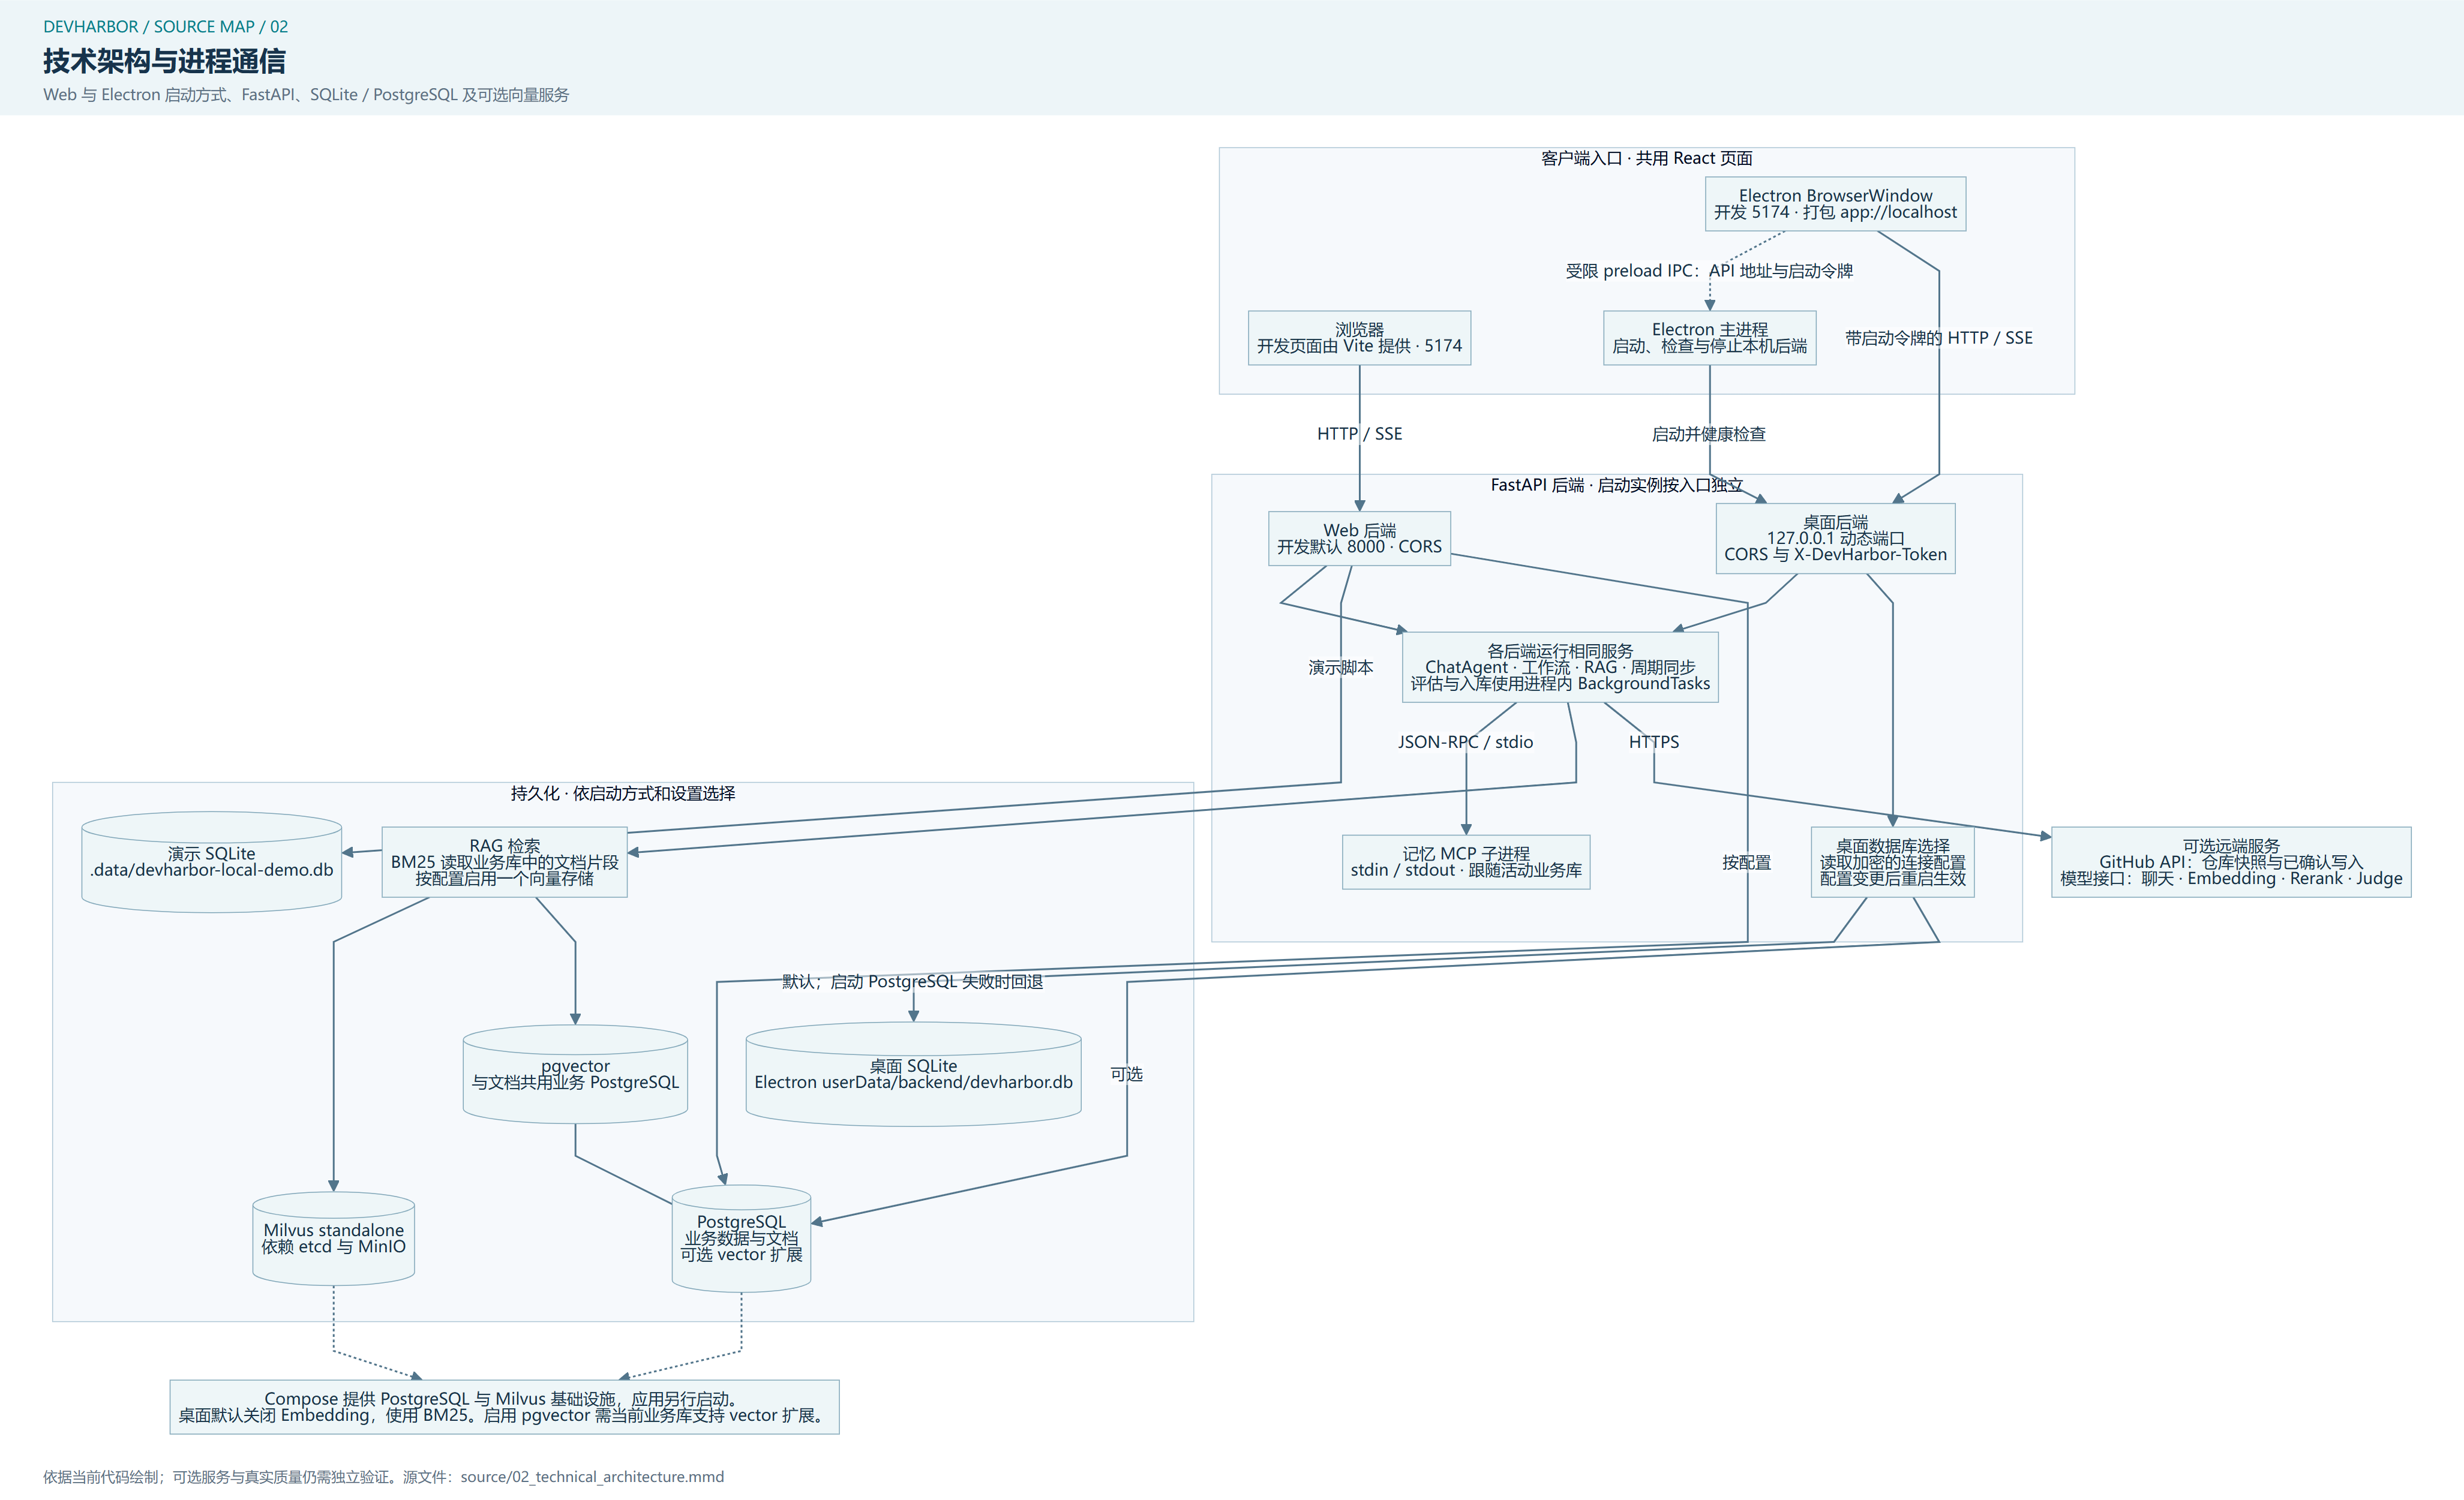 DEVHARBOR / SOURCE MAP / 02
技术架构与进程通信
Web 与 Electron 启动方式、FastAPI、SQLite / PostgreSQL 及可选向量服务
客户端入口 · 共用 React 页面
Electron BrowserWindow
开发 5174 · 打包 app://localhost
受限 preload IPC：API 地址与启动令牌
浏览器
开发页面由 Vite 提供 · 5174
Electron 主进程
启动、检查与停止本机后端
带启动令牌的 HTTP / SSE
HTTP / SSE
启动并健康检查
FastAPI 后端 · 启动实例按入口独立
Web 后端
开发默认 8000 · CORS
桌面后端
127.0.0.1 动态端口
CORS 与 X-DevHarbor-Token
演示脚本
各后端运行相同服务
ChatAgent · 工作流 · RAG · 周期同步
评估与入库使用进程内 BackgroundTasks
JSON-RPC / stdio
HTTPS
持久化 · 依启动方式和设置选择
演示 SQLite
.data/devharbor-local-demo.db
RAG 检索
BM25 读取业务库中的文档片段
按配置启用一个向量存储
记忆 MCP 子进程
stdin / stdout · 跟随活动业务库
按配置
桌面数据库选择
读取加密的连接配置
配置变更后重启生效
可选远端服务
GitHub API：仓库快照与已确认写入
模型接口：聊天 · Embedding · Rerank · Judge
默认；启动 PostgreSQL 失败时回退
pgvector
与文档共用业务 PostgreSQL
桌面 SQLite
Electron userData/backend/devharbor.db
可选
Milvus standalone
依赖 etcd 与 MinIO
PostgreSQL
业务数据与文档
可选 vector 扩展
Compose 提供 PostgreSQL 与 Milvus 基础设施，应用另行启动。
桌面默认关闭 Embedding，使用 BM25。启用 pgvector 需当前业务库支持 vector 扩展。
依据当前代码绘制；可选服务与真实质量仍需独立验证。源文件：source/02_technical_architecture.mmd